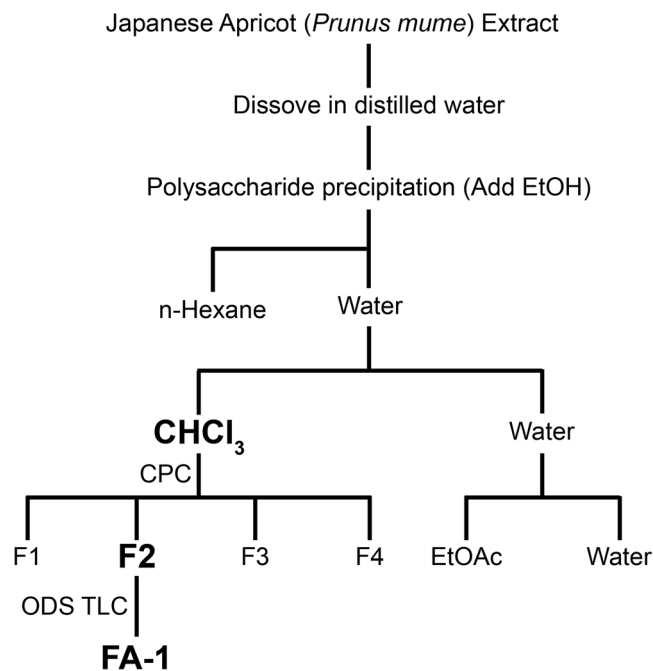 Japanese Apricot (Prunus mume) Extract
Dissove in distilled water
Polysaccharide precipitation (Add EtOH)
n-Hexane
Water
CHCl3
Water
CPC
F1
F2
F3
F4
EtOAc
Water
ODS TLC
FA-1